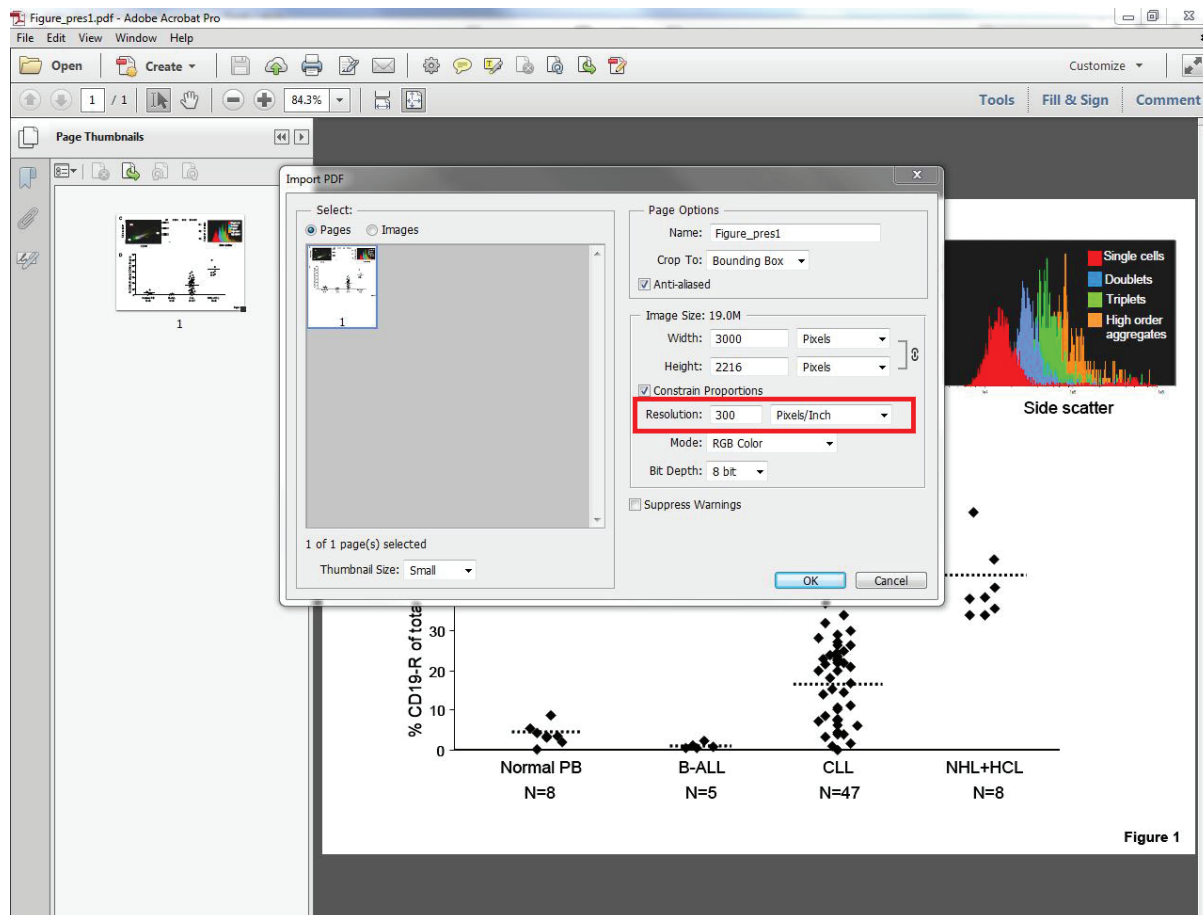 Figure_pres1.pdf - Adobe Acrobat Pro
File Edit View Window Help
Open Create Customize
1 / 1 84.3% Tools Fill & Sign Comment
Page Thumbnails
1
Import PDF x
Select:
Pages Images
1
1 of 1 page(s) selected
Thumbnail Size: Small
Page Options
Name: Figure_pres1
Crop To: Bounding Box
Anti-aliased
Image Size: 19.0M
Width: 3000 Pixels
Height: 2216 Pixels
Constrain Proportions
Resolution: 300 Pixels/Inch
Mode: RGB Color
Bit Depth: 8 bit
Suppress Warnings
OK Cancel
Single cells
Doublets
Triplets
High order
aggregates
Side scatter
% CD19-R of total
30
20
10
0
Normal PB B-ALL CLL NHL+HCL
N=8 N=5 N=47 N=8
Figure 1